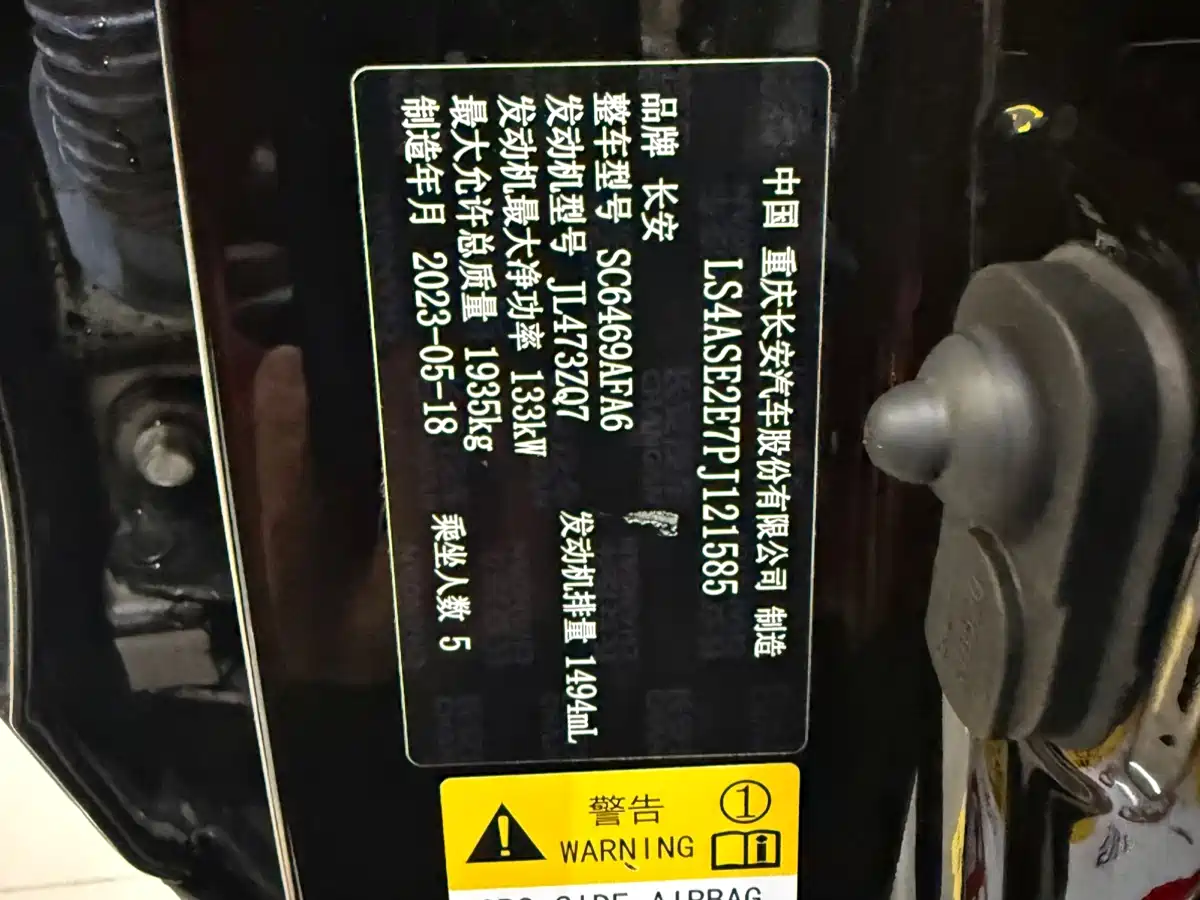 中国 重庆长安汽车股份有限公司 制造
LS4ASE2E7PJ121585
品牌 长安
整车型号 SC6469AFA6
发动机型号 JL473ZQ7 发动机排量 1494mL
发动机最大净功率 133kW
最大允许总质量 1935kg 乘坐人数 5
制造年月 2023-05-18
警告 ①
WARNING i
SIDE AIRBAG